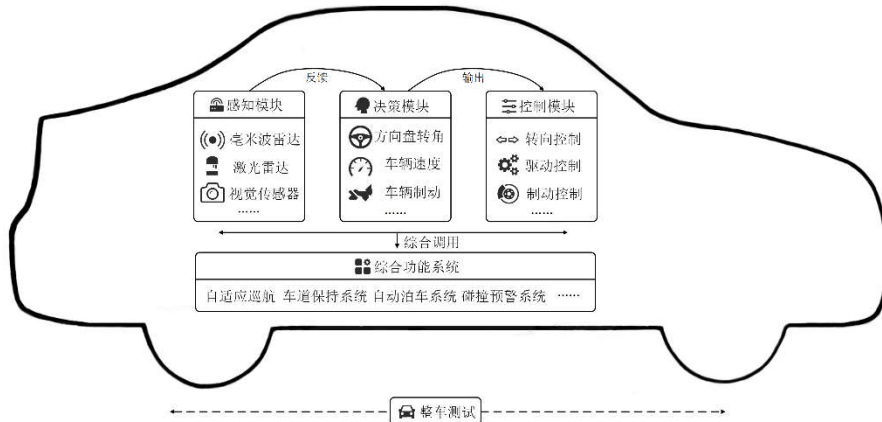 反馈
输出
感知模块
决策模块
控制模块
毫米波雷达
方向盘转角
转向控制
激光雷达
车辆速度
驱动控制
视觉传感器
车辆制动
制动控制
……
……
……
综合调用
综合功能系统
自适应巡航 车道保持系统 自动泊车系统 碰撞预警系统 ……
整车测试